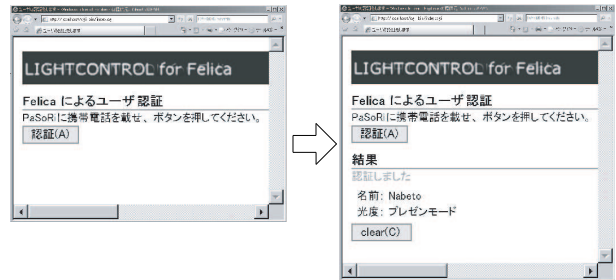 LIGHTCONTROL for Felica
Felica によるユーザ認証
PaSoRiに携帯電話を載せ、ボタンを押してください。
認証(A)
LIGHTCONTROL for Felica
Felica によるユーザ認証
PaSoRiに携帯電話を載せ、ボタンを押してください。
認証(A)
結果
認証しました
名前: Nabeto
光度: プレゼンモード
clear(C)